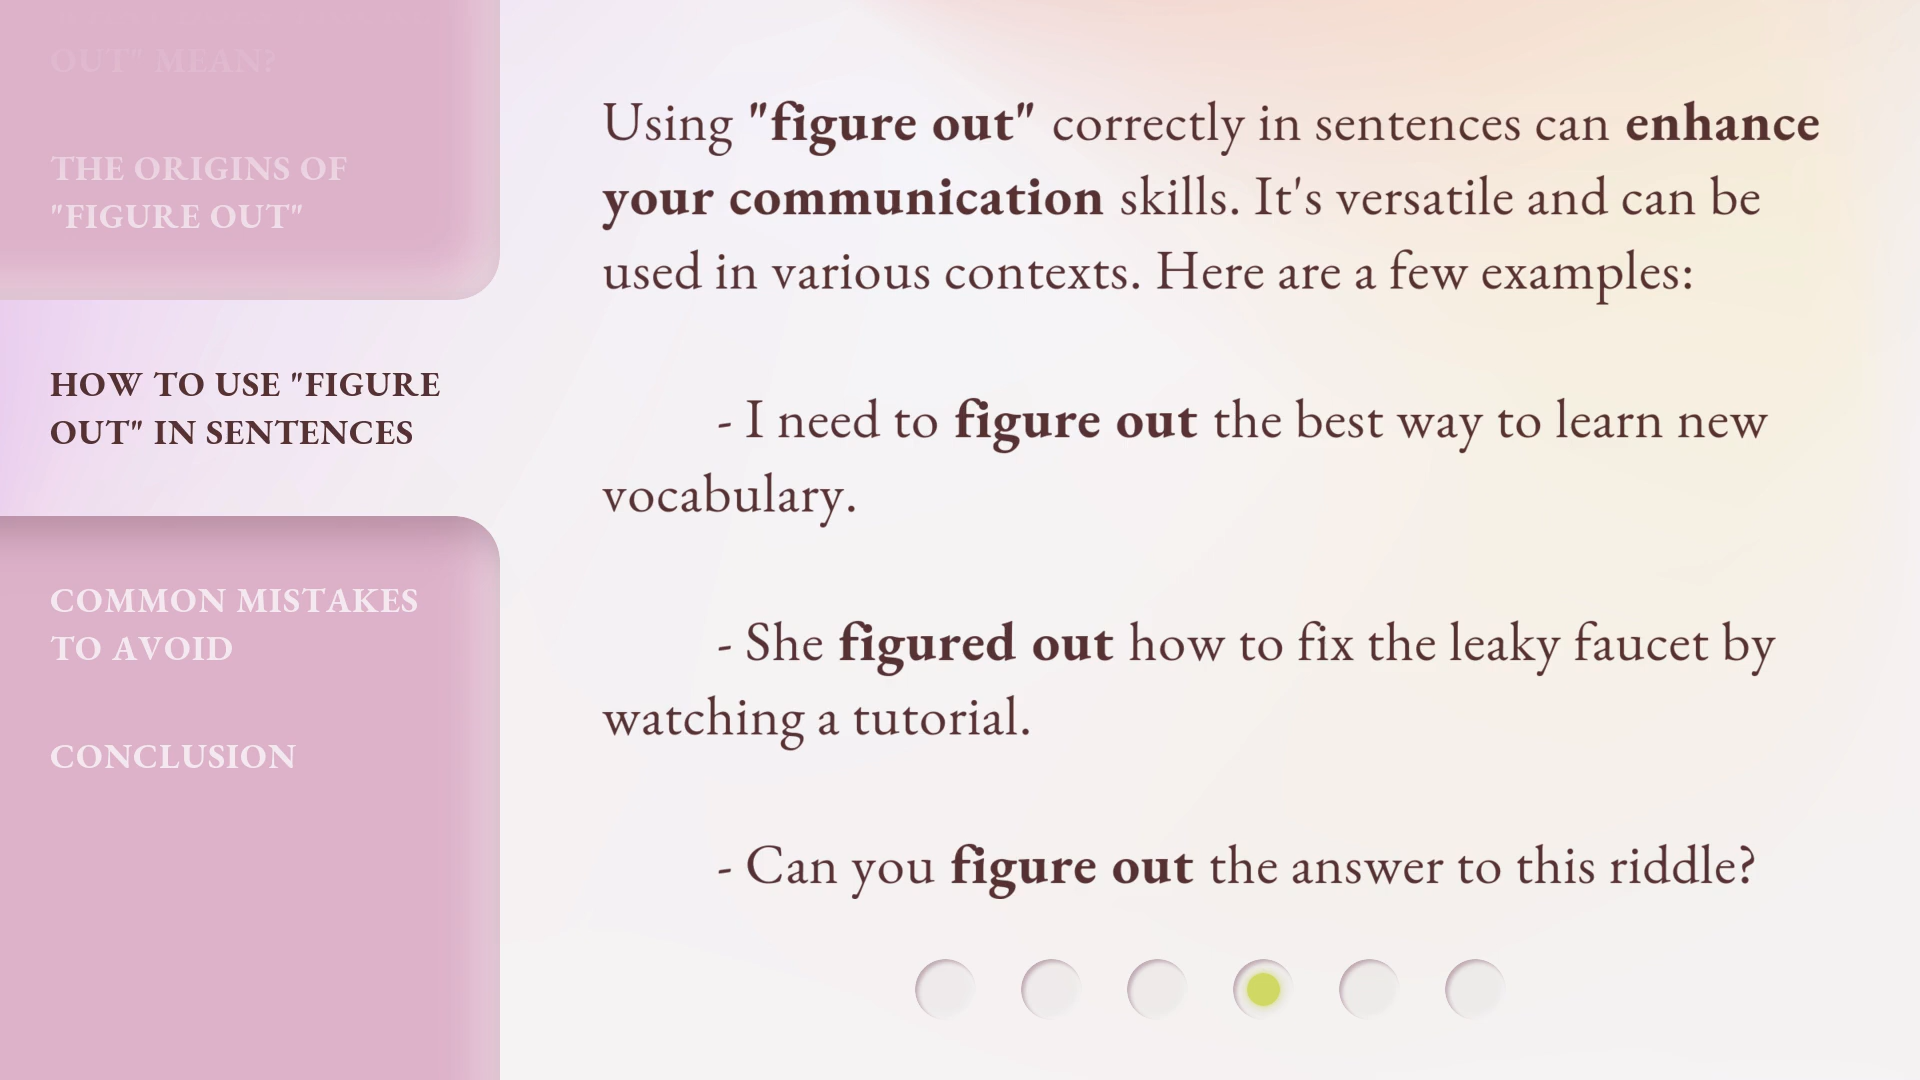 OUT" MEAN?
THE ORIGINS OF
"FIGURE OUT"
HOW TO USE "FIGURE
OUT" IN SENTENCES
COMMON MISTAKES
TO AVOID
CONCLUSION
Using "figure out" correctly in sentences can enhance
your communication skills. It's versatile and can be
used in various contexts. Here are a few examples:
- I need to figure out the best way to learn new
vocabulary.
- She figured out how to fix the leaky faucet by
watching a tutorial.
- Can you figure out the answer to this riddle?